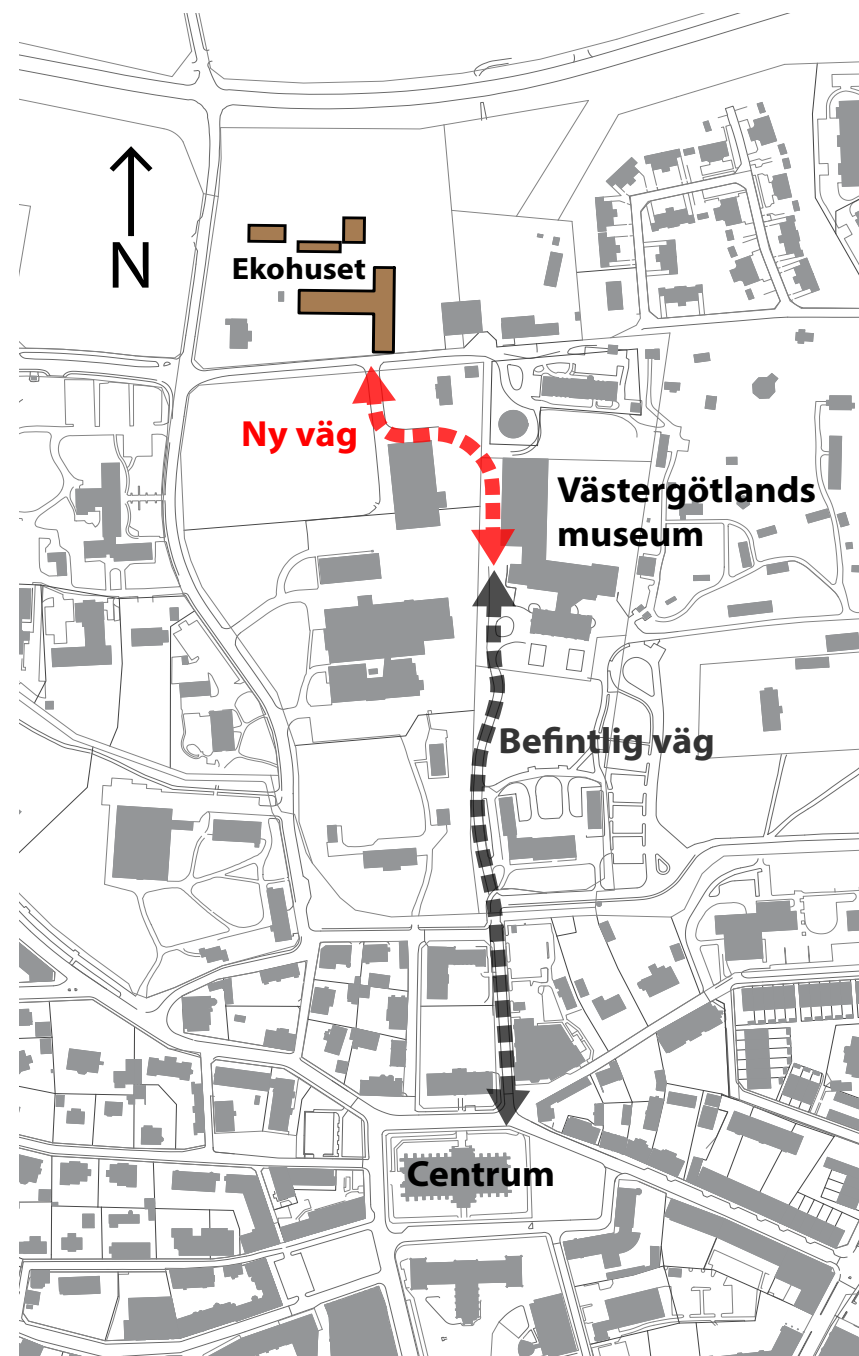 N
Ekohuset
Ny väg
Västergötlands
museum
Befintlig väg
Centrum